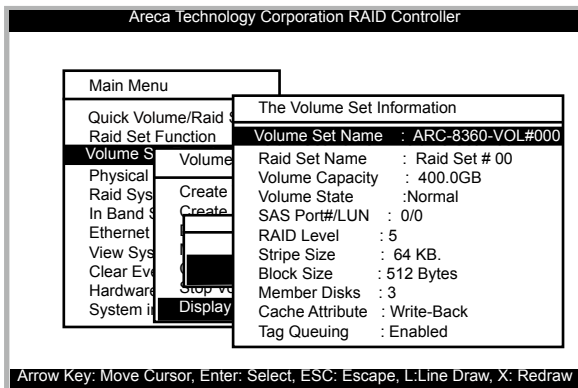 Areca Technology Corporation RAID Controller
Main Menu
Quick Volume/Raid
Raid Set Function
Volume S
Physical
Raid Sys
In Band
Ethernet
View Sys
Clear Eve
Hardware
System i
Volume
Create
Create
Stop Vo
Display
The Volume Set Information
Volume Set Name : ARC-8360-VOL#000
Raid Set Name : Raid Set # 00
Volume Capacity : 400.0GB
Volume State :Normal
SAS Port#/LUN : 0/0
RAID Level : 5
Stripe Size : 64 KB.
Block Size : 512 Bytes
Member Disks : 3
Cache Attribute : Write-Back
Tag Queuing : Enabled
Arrow Key: Move Cursor, Enter: Select, ESC: Escape, L:Line Draw, X: Redraw